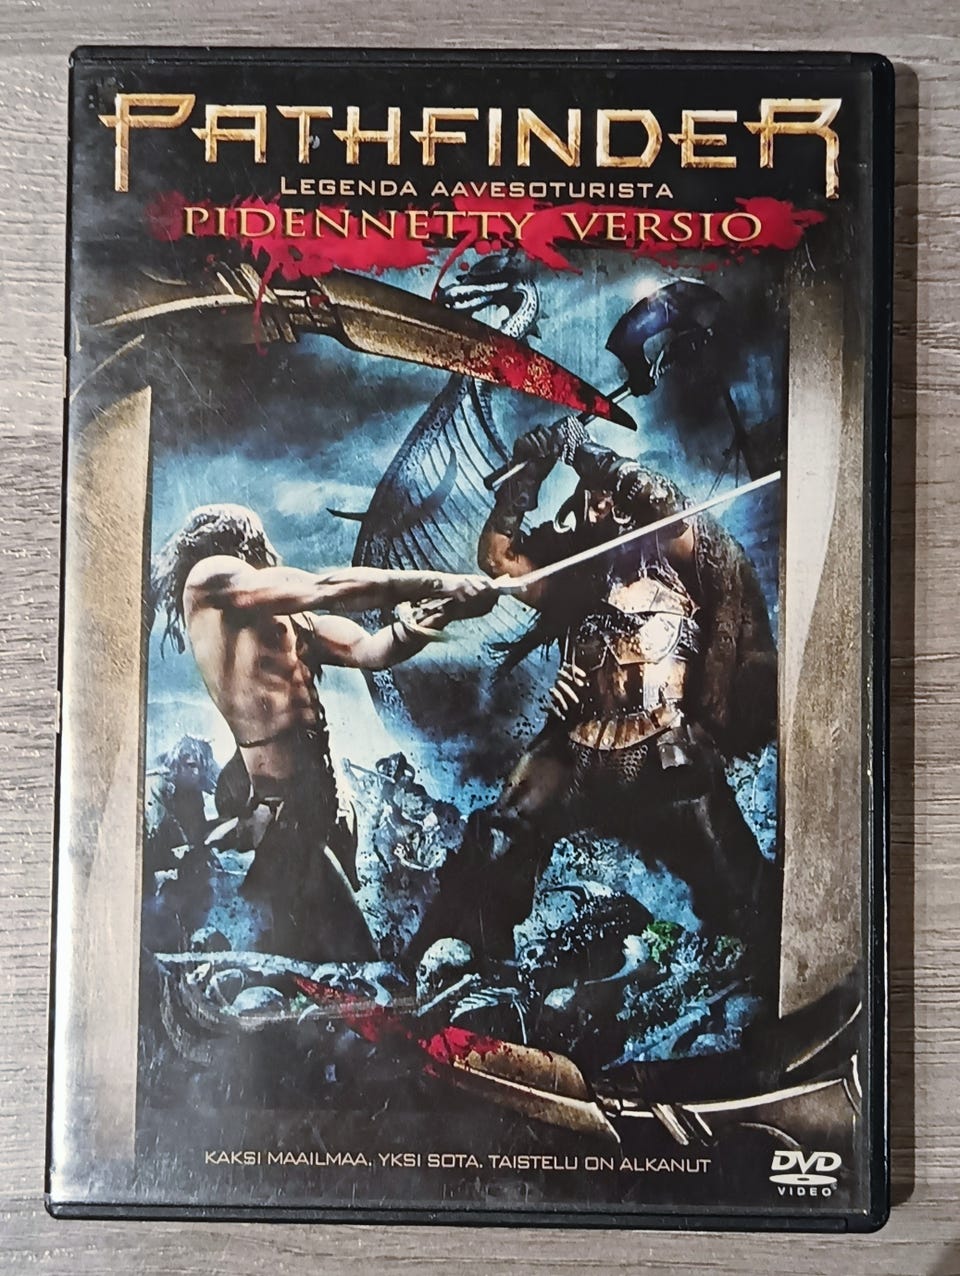 PATHFINDER
LEGENDA AAVESOTURISTA
PIDENNETTY VERSIO
KAKSI MAAILMAA. YKSI SOTA. TAISTELU ON ALKANUT
DVD
VIDEO